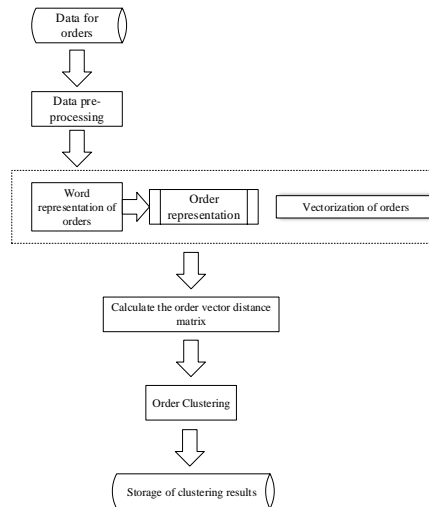 Data for
orders
Data pre-
processing
Word
representation of
orders
Order
representation
Vectorization of orders
Calculate the order vector distance
matrix
Order Clustering
Storage of clustering results